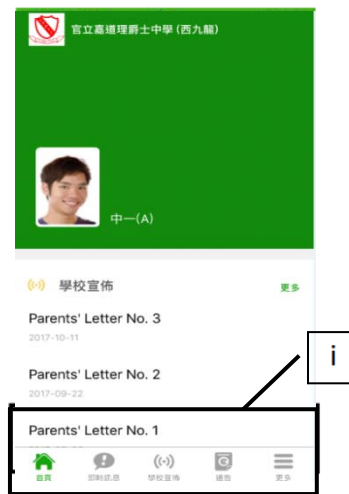 官立嘉道理爵士中學(西九龍)
中一(A)
學校宣佈
更多
Parents' Letter No. 3
2017-10-11
Parents' Letter No. 2
2017-09-22
i
Parents' Letter No. 1
首頁
即時訊息
學校宣佈
通告
更多